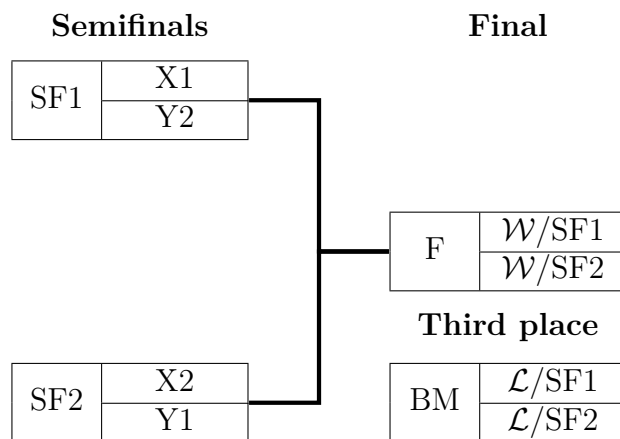 Semifinals
Final
SF1
X1
Y2
F
𝒲/SF1
𝒲/SF2
Third place
SF2
X2
Y1
BM
ℒ/SF1
ℒ/SF2